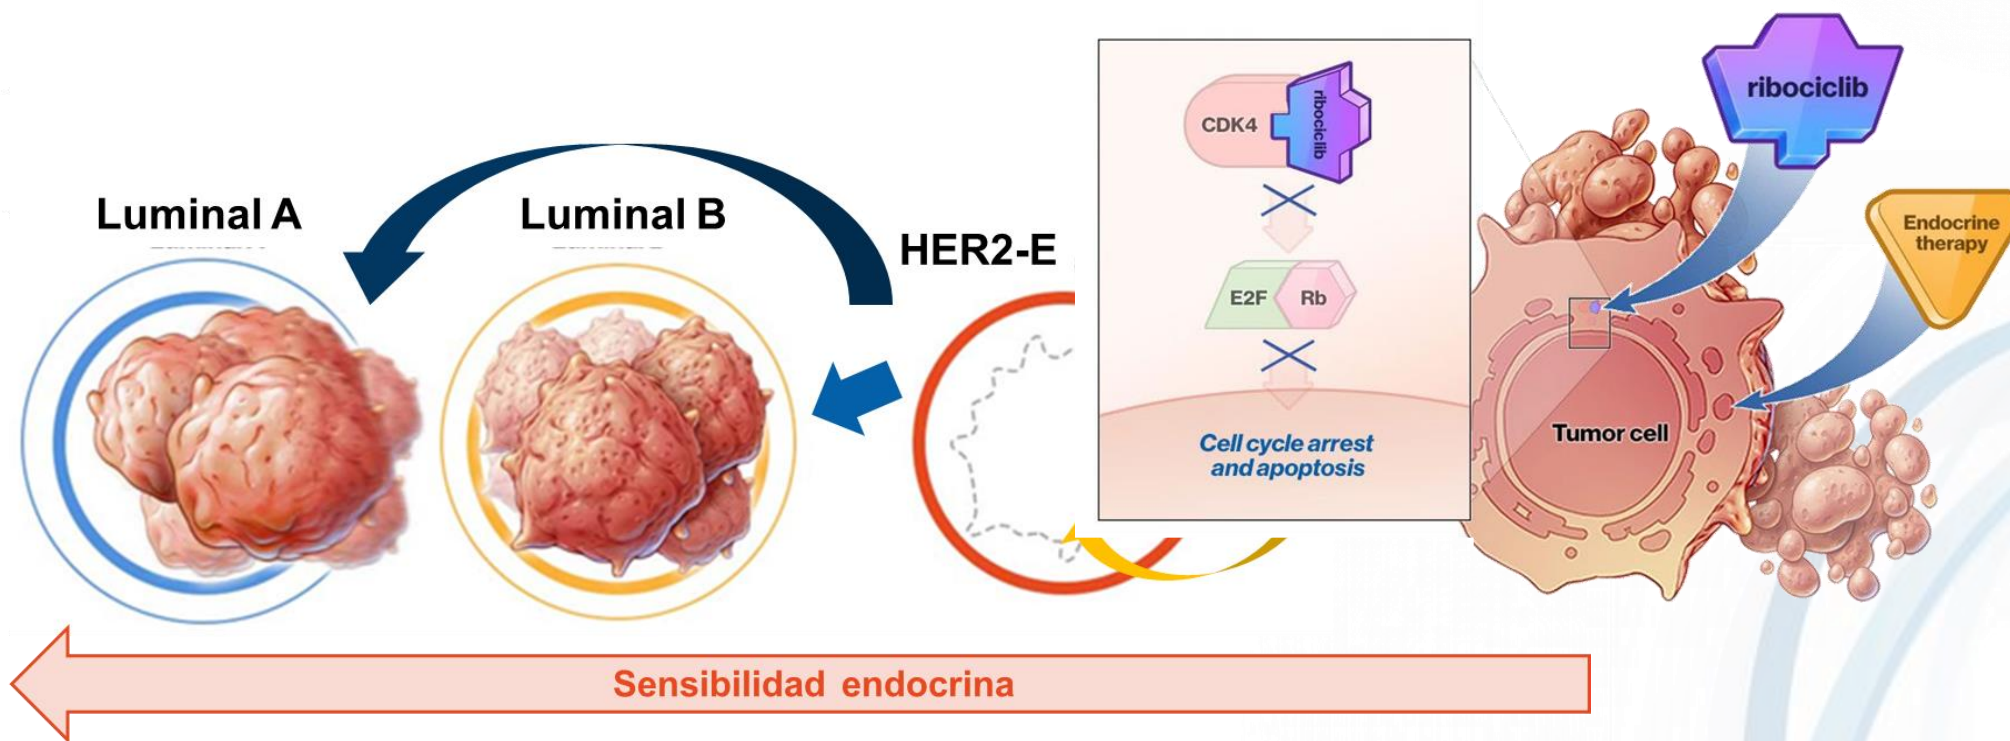 Luminal A
Luminal B
HER2-E
CDK4
ribociclib
E2F
Rb
Cell cycle arrest
and apoptosis
ribociclib
Endocrine
therapy
Tumor cell
Sensibilidad endocrina